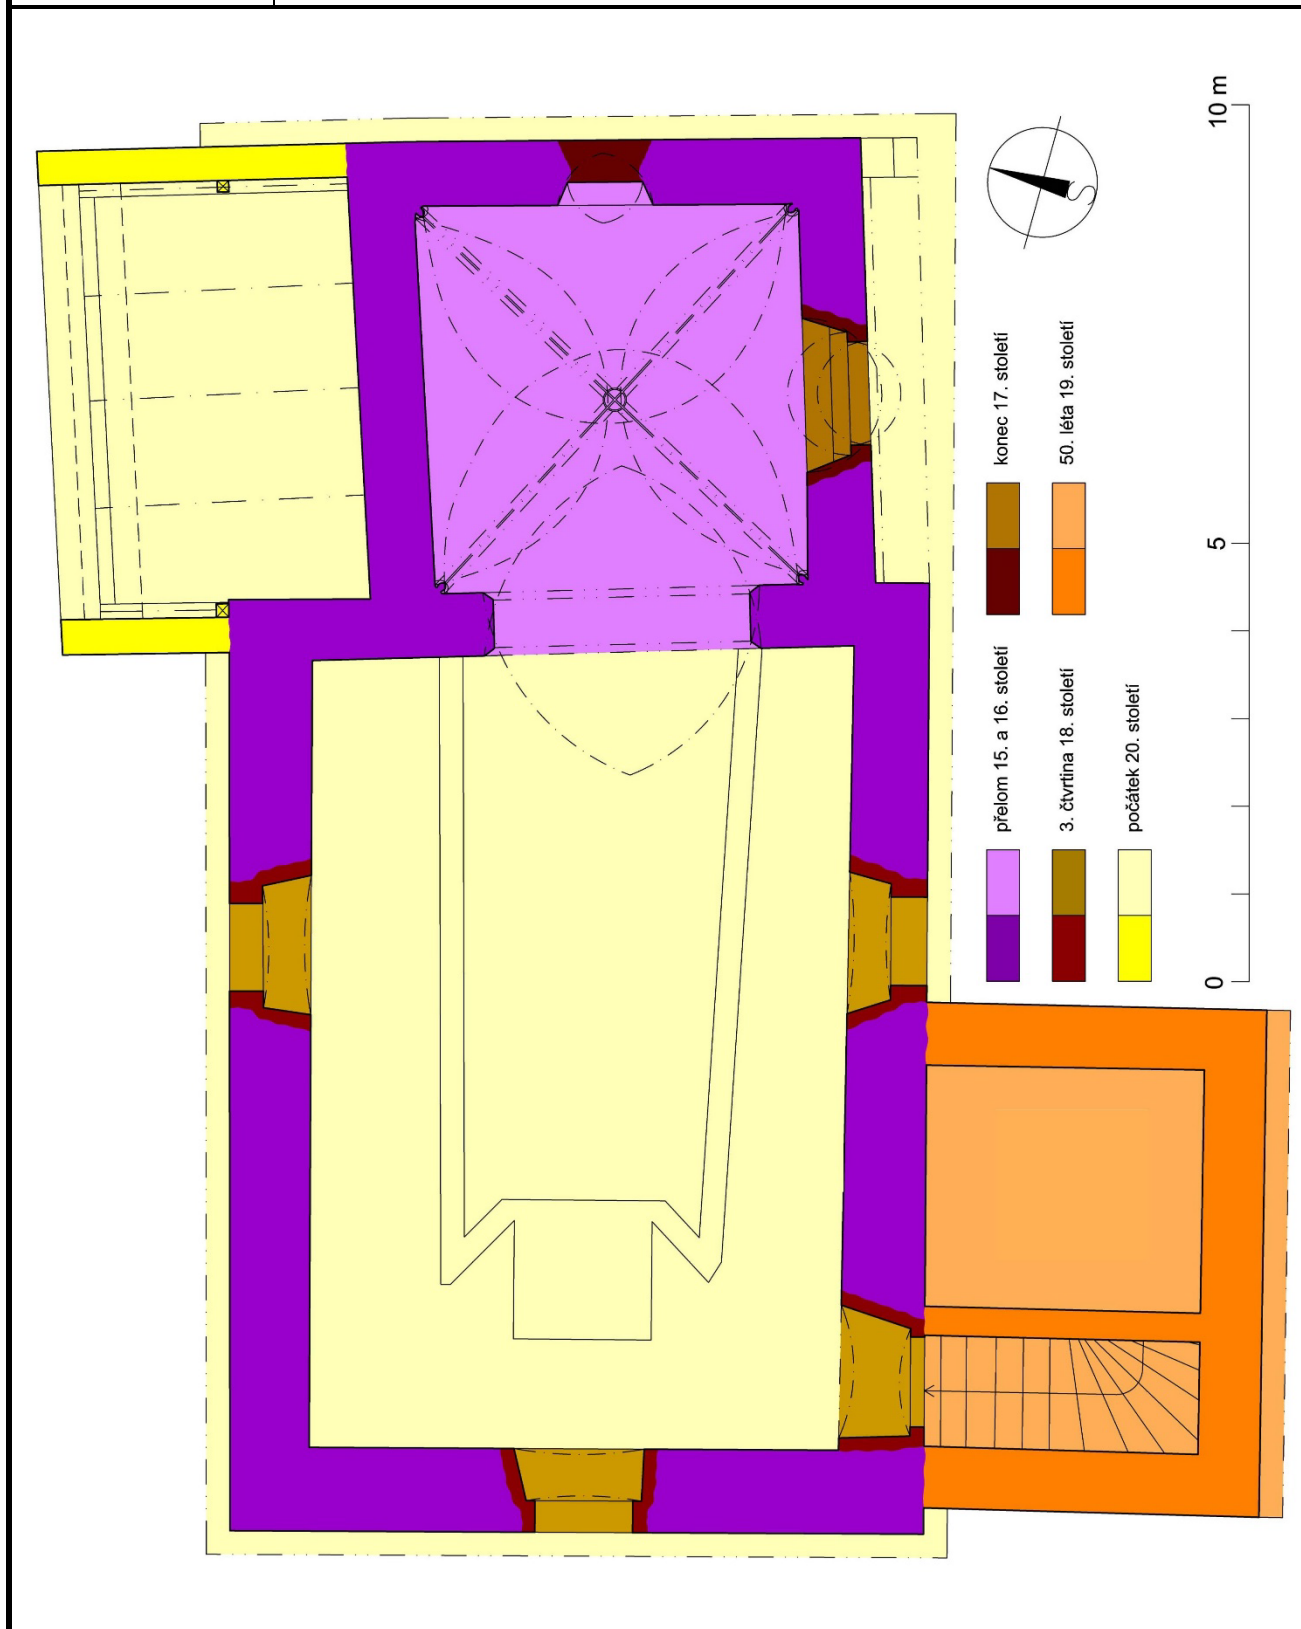 S
přelom 15. a 16. století
3. čtvrtina 18. století
počátek 20. století
konec 17. století
50. léta 19. století
0
5
10 m